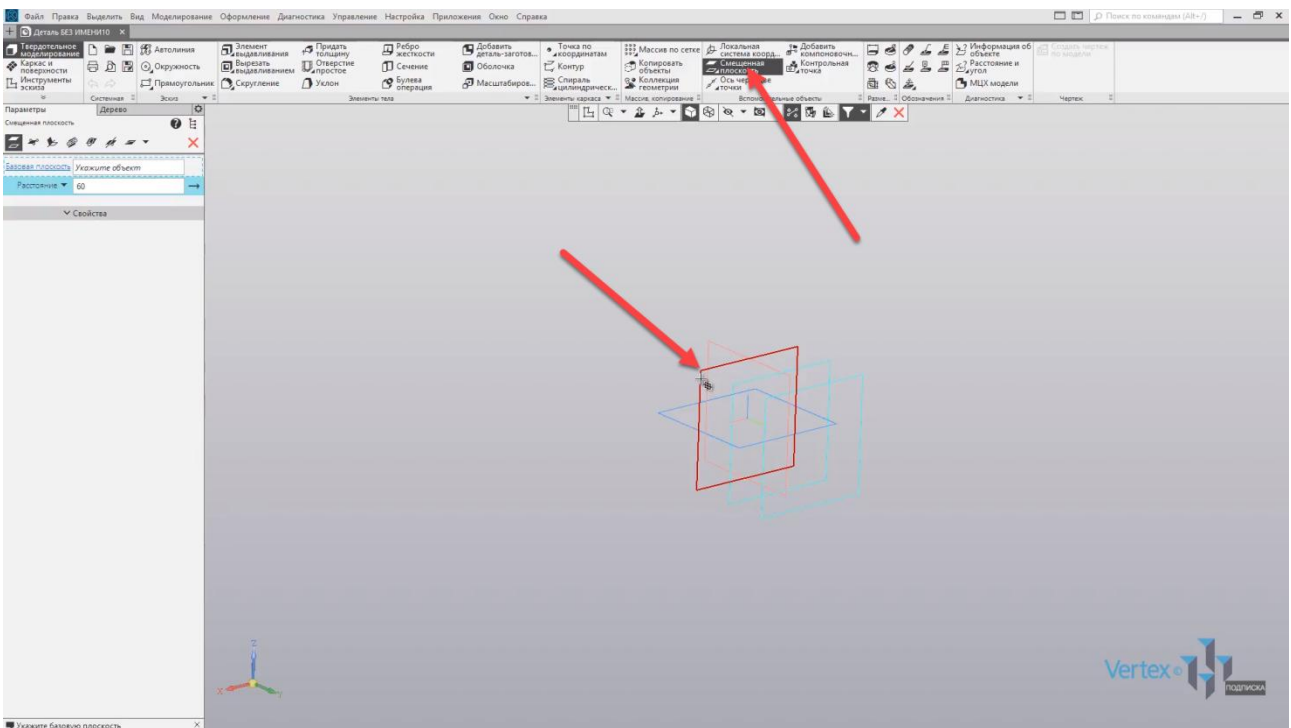 Файл Правка Выделить Вид Моделирование Оформление Диагностика Управление Настройка Приложения Окно Справка
Поиск по командам (Alt+/)
Деталь БЕЗ ИМЕНИ10
Твердотельное моделирование
Каркас и поверхности
Инструменты эскиза
Системная
Автолиния
Окружность
Прямоугольник
Эскиз
Элемент выдавливания
Вырезать выдавливанием
Скругление
Придать толщину
Отверстие простое
Уклон
Ребро жесткости
Сечение
Булева операция
Добавить деталь-заготов...
Оболочка
Масштабиров...
Элементы тела
Точка по координатам
Контур
Спираль цилиндрическ...
Элементы каркаса
Массив по сетке
Копировать объекты
Коллекция геометрии
Массив, копирование
Локальная система коорд...
Смещенная плоскость
Ось через
точки
Добавить компоновочн...
Контрольная точка
Обозначения
Информация об объекте
Расстояние и угол
МЦХ модели
Диагностика
Создать чертеж по модели
Чертеж
Параметры
Дерево
Смещенная плоскость
Базовая плоскость Укажите объект
Расстояние 60
Свойства
Z
X
Y
Vertex
ПОДПИСКА
Укажите базовую плоскость